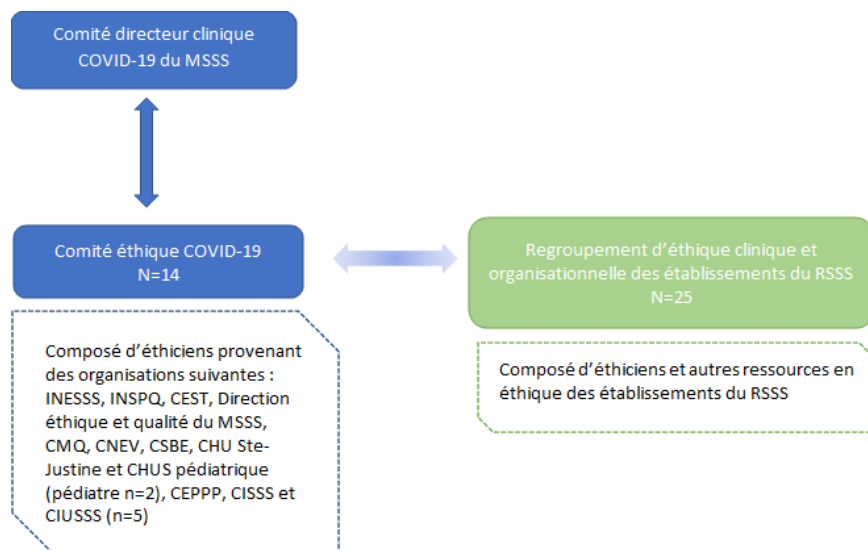 Comité directeur clinique
COVID-19 du MSSS
Comité éthique COVID-19
N=14
Regroupement d’éthique clinique et
organisationnelle des établissements du RSSS
N=25
Composé d’éthiciens provenant
des organisations suivantes :
INESSS, INSPQ, CEST, Direction
éthique et qualité du MSSS,
CMQ, CNEV, CSBE, CHU Ste-
Justine et CHUS pédiatrique
(pédiatre n=2), CEPPP, CISSS et
CIUSSS (n=5)
Composé d’éthiciens et autres ressources en
éthique des établissements du RSSS